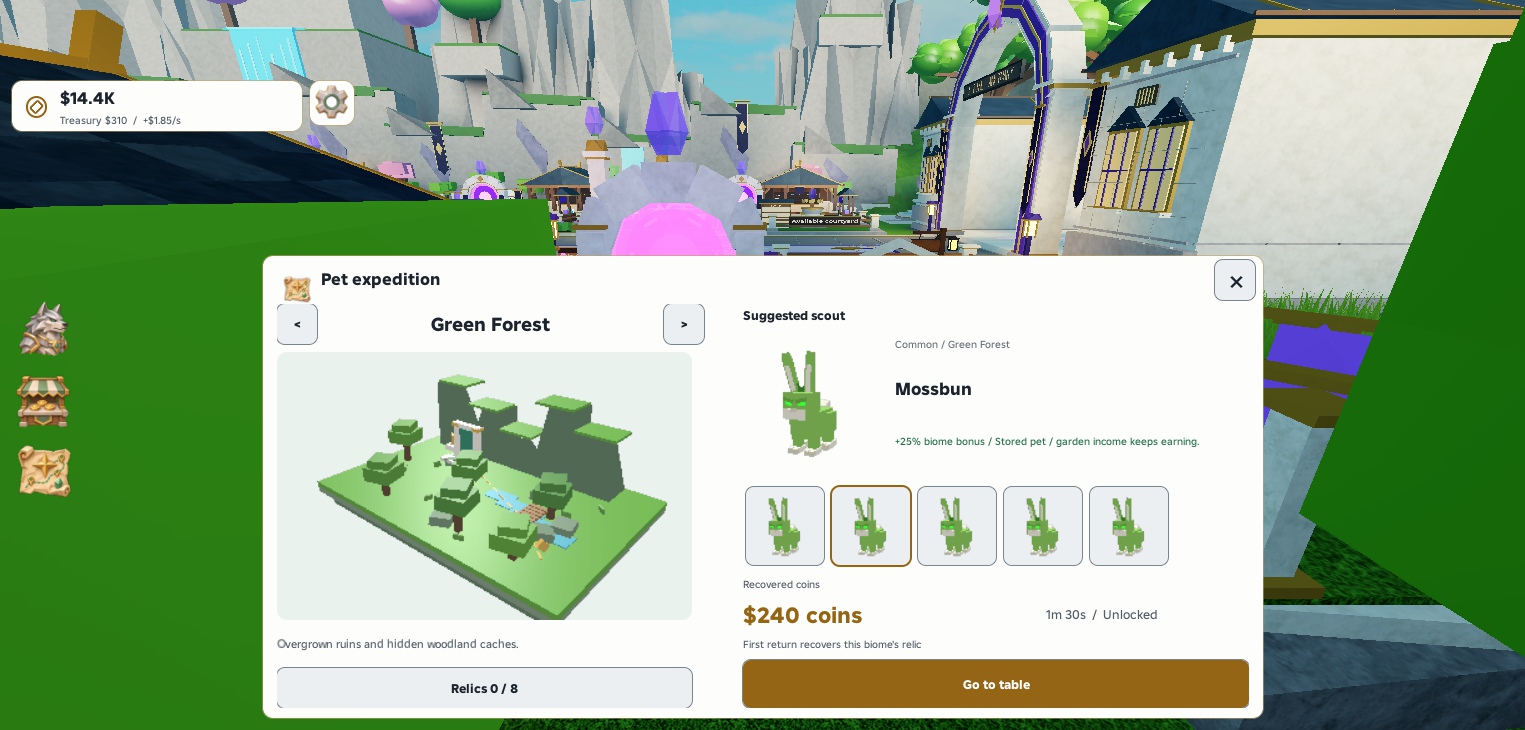 $14.4K
Treasury $310 / +$1.85/s
Available courtyard
Pet expedition
×
<
Green Forest
>
Suggested scout
Common / Green Forest
Mossbun
+25% biome bonus / Stored pet / garden income keeps earning.
Recovered coins
$240 coins
1m 30s / Unlocked
Overgrown ruins and hidden woodland caches.
First return recovers this biome's relic
Relics 0 / 8
Go to table